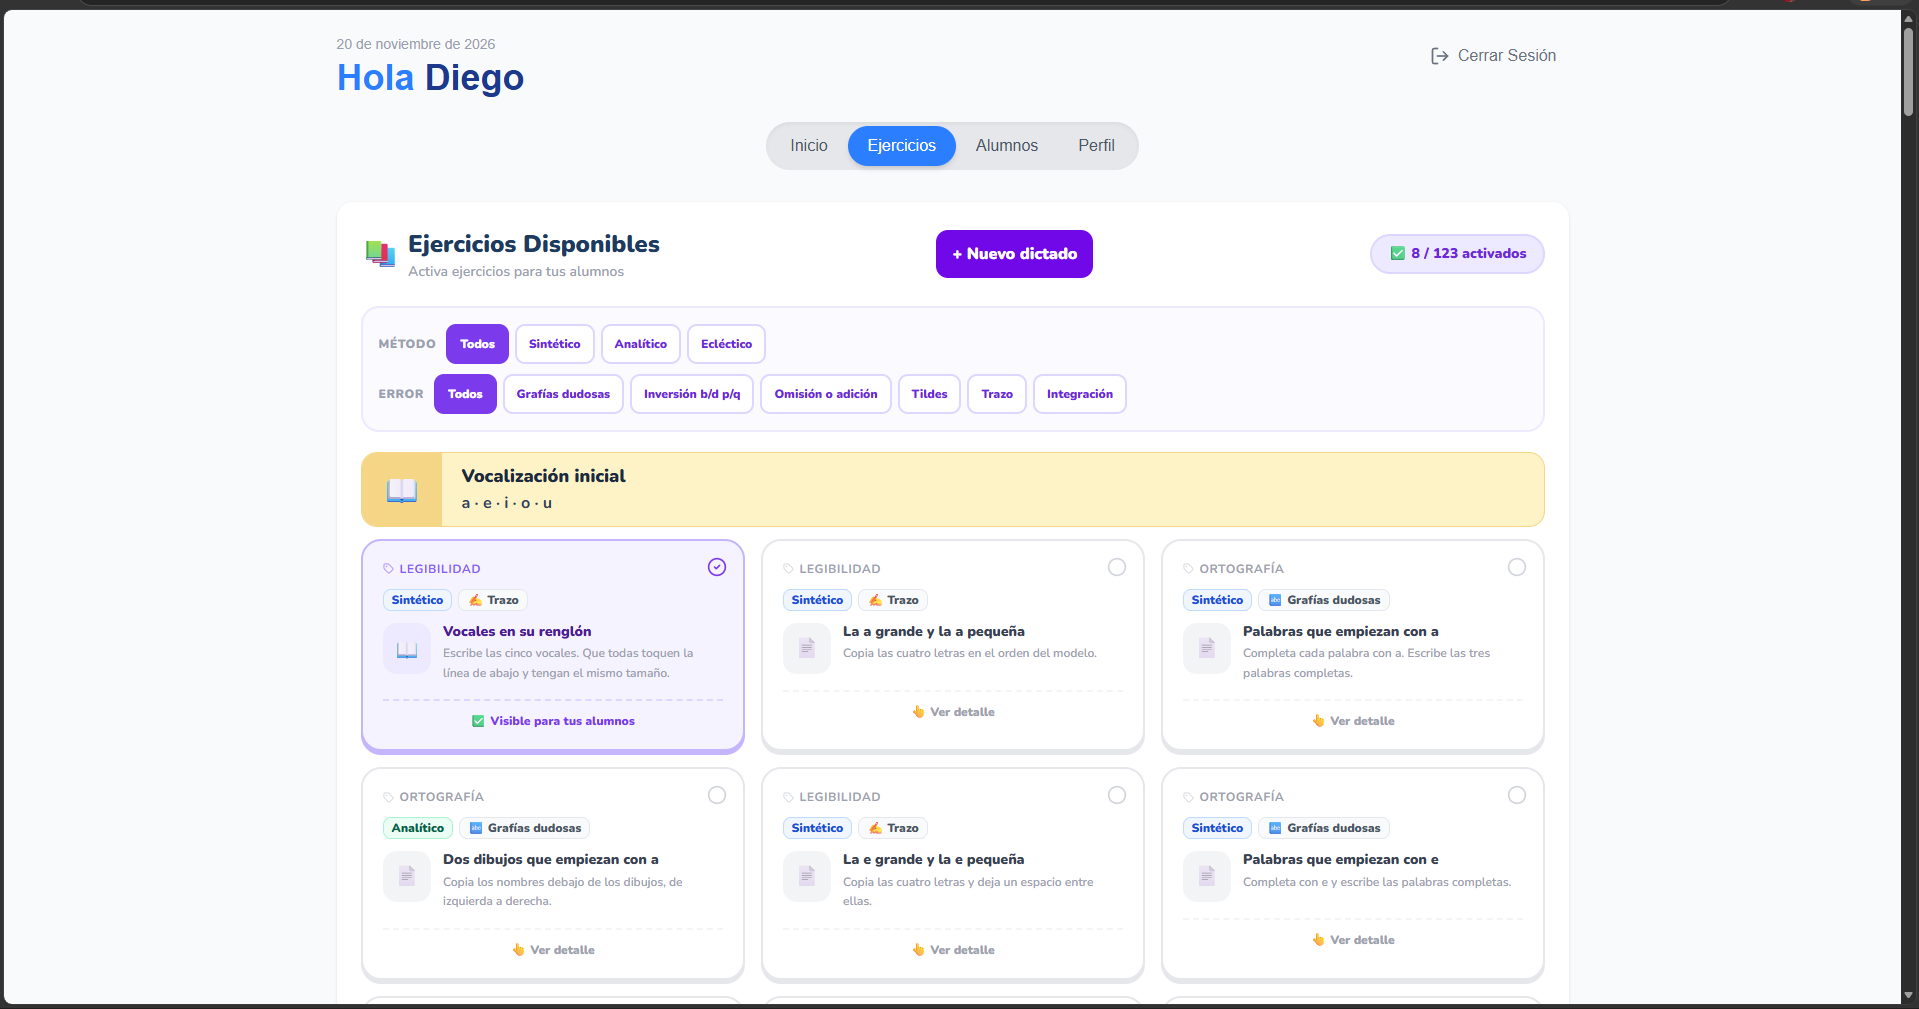 20 de noviembre de 2026
Hola Diego
Cerrar Sesión
Inicio
Ejercicios
Alumnos
Perfil
Ejercicios Disponibles
Activa ejercicios para tus alumnos
+ Nuevo dictado
8 / 123 activados
MÉTODO
Todos
Sintético
Analítico
Ecléctico
ERROR
Todos
Grafías dudosas
Inversión b/d p/q
Omisión o adición
Tildes
Trazo
Integración
Vocalización inicial
a · e · i · o · u
LEGIBILIDAD
Sintético
Trazo
Vocales en su renglón
Escribe las cinco vocales. Que todas toquen la
línea de abajo y tengan el mismo tamaño.
Visible para tus alumnos
LEGIBILIDAD
Sintético
Trazo
La a grande y la a pequeña
Copia las cuatro letras en el orden del modelo.
Ver detalle
ORTOGRAFÍA
Sintético
Grafías dudosas
Palabras que empiezan con a
Completa cada palabra con a. Escribe las tres
palabras completas.
Ver detalle
ORTOGRAFÍA
Analítico
Grafías dudosas
Dos dibujos que empiezan con a
Copia los nombres debajo de los dibujos, de
izquierda a derecha.
Ver detalle
LEGIBILIDAD
Sintético
Trazo
La e grande y la e pequeña
Copia las cuatro letras y deja un espacio entre
ellas.
Ver detalle
ORTOGRAFÍA
Sintético
Grafías dudosas
Palabras que empiezan con e
Completa con e y escribe las palabras completas.
Ver detalle